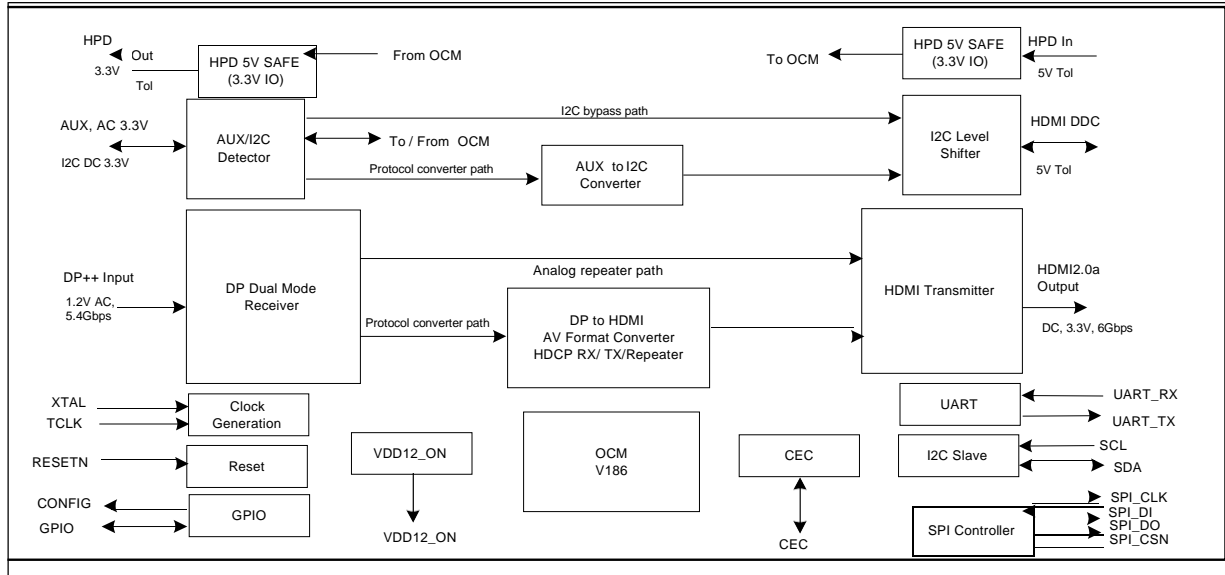 HPD
Out
3.3V
Tol
HPD 5V SAFE
(3.3V IO)
From OCM
To OCM
HPD 5V SAFE
(3.3V IO)
HPD In
5V Tol
AUX, AC 3.3V
I2C DC 3.3V
AUX/I2C
Detector
I2C bypass path
To / From OCM
Protocol converter path
AUX to I2C
Converter
I2C Level
Shifter
HDMI DDC
5V Tol
DP++ Input
1.2V AC,
5.4Gbps
DP Dual Mode
Receiver
Analog repeater path
Protocol converter path
DP to HDMI
AV Format Converter
HDCP RX/ TX/Repeater
HDMI Transmitter
HDMI2.0a
Output
DC, 3.3V, 6Gbps
XTAL
TCLK
Clock
Generation
RESETN
Reset
CONFIG
GPIO
GPIO
VDD12_ON
VDD12_ON
OCM
V186
CEC
CEC
UART
UART_RX
UART_TX
I2C Slave
SCL
SDA
SPI Controller
SPI_CLK
SPI_DI
SPI_DO
SPI_CSN